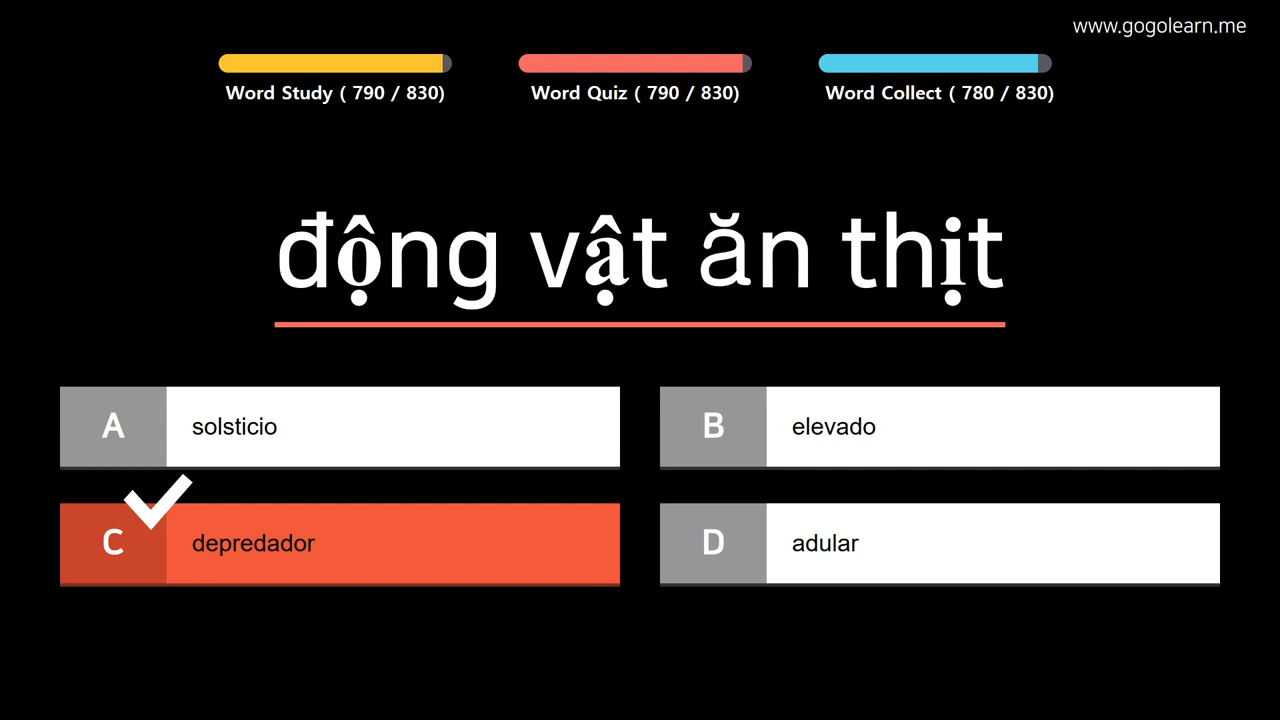 www.gogolearn.me
Word Study ( 790 / 830)
Word Quiz ( 790 / 830)
Word Collect ( 780 / 830)
động vật ăn thịt
A solsticio
B elevado
C depredador
D adular